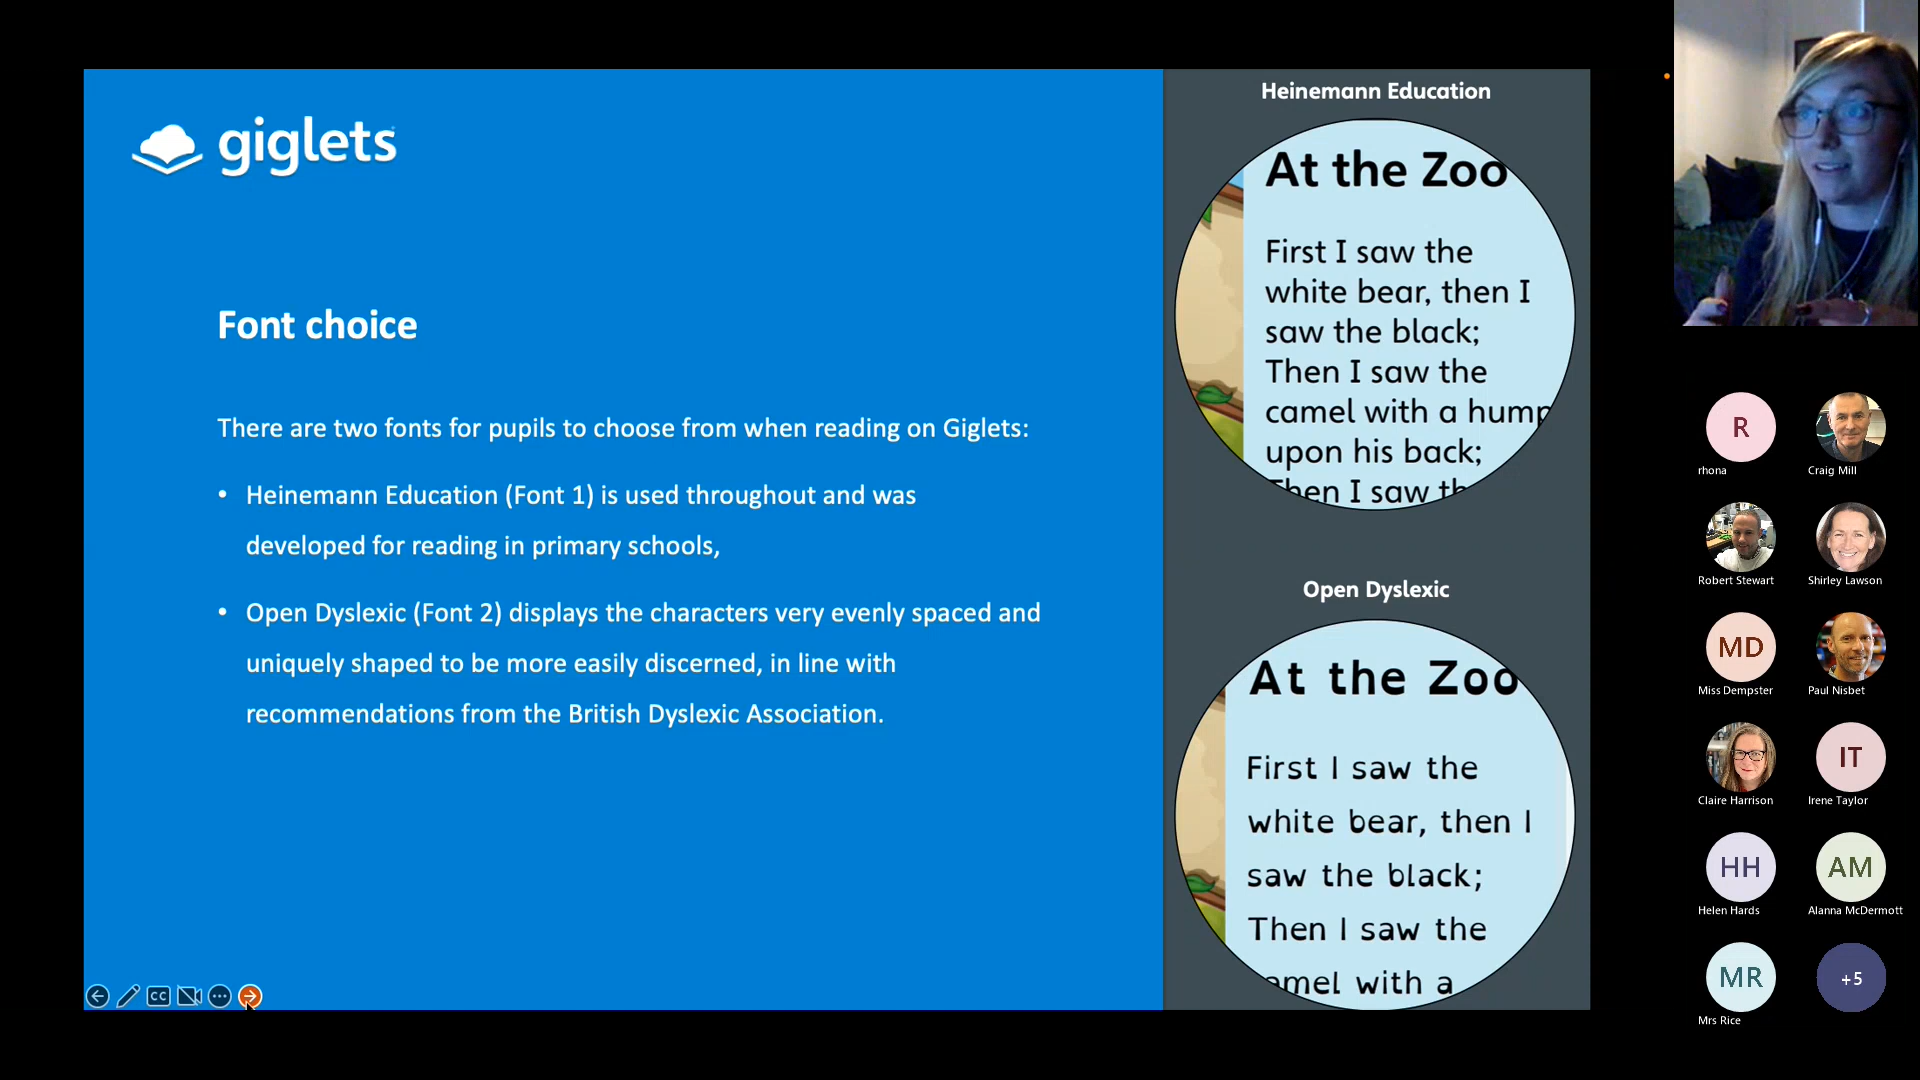 giglets
Font choice
There are two fonts for pupils to choose from when reading on Giglets:
• Heinemann Education (Font 1) is used throughout and was
developed for reading in primary schools,
• Open Dyslexic (Font 2) displays the characters very evenly spaced and
uniquely shaped to be more easily discerned, in line with
recommendations from the British Dyslexic Association.
CC
Heinemann Education
At the Zoo
First I saw the
white bear, then I
saw the black;
Then I saw the
camel with a hump
upon his back;
Then I saw th
Open Dyslexic
At the Zoo
First I saw the
white bear, then I
saw the black;
Then I saw the
amel with a
R
rhona
Craig Mill
Robert Stewart
Shirley Lawson
MD
Miss Dempster
Paul Nisbet
Claire Harrison
IT
Irene Taylor
HH
Helen Hards
AM
Alanna McDermott
MR
Mrs Rice
+5